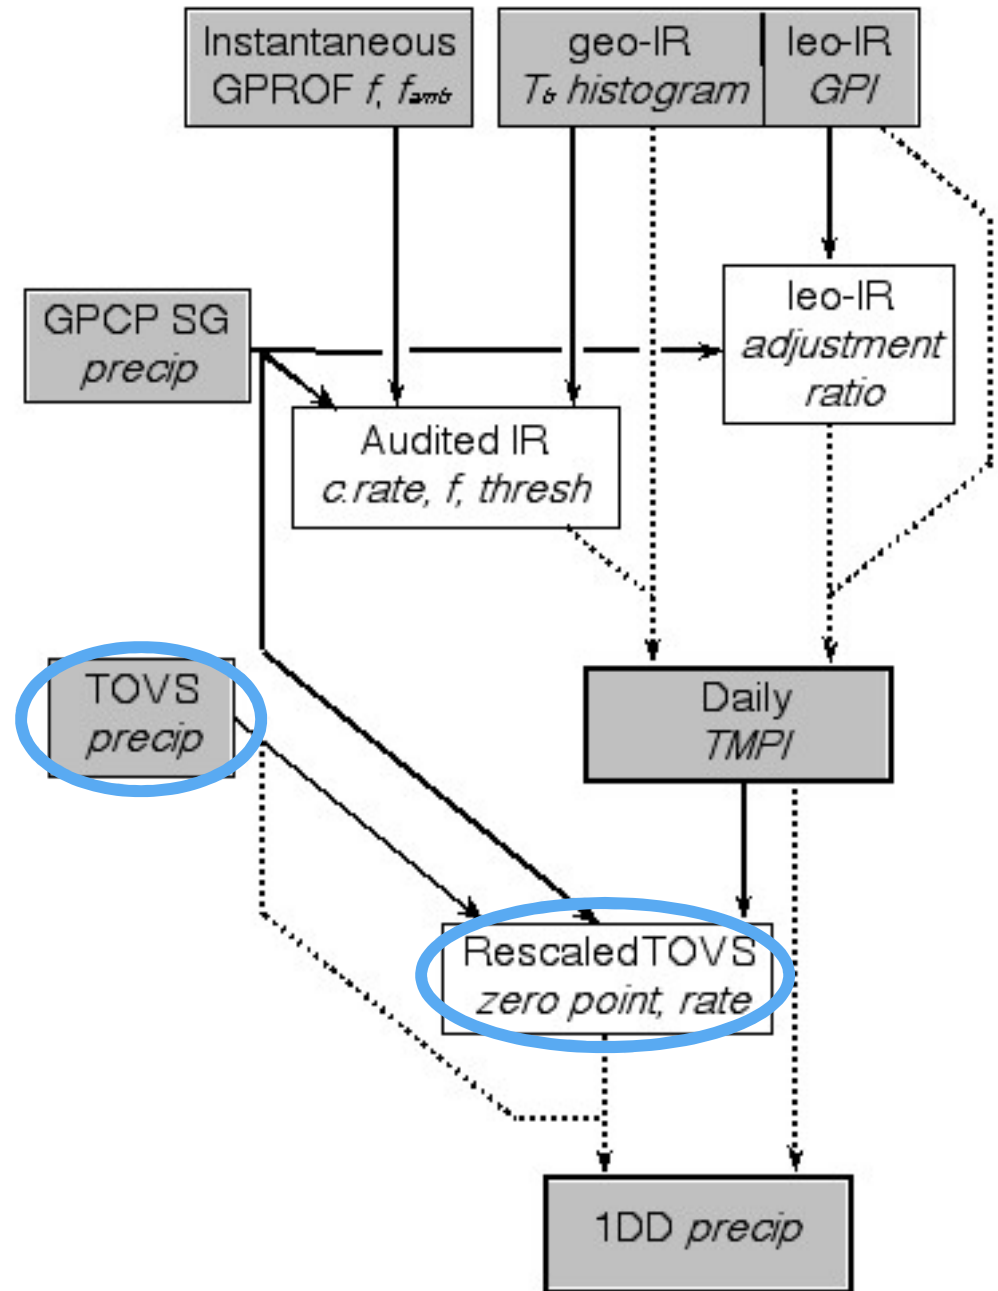 Instantaneous
GPROF f, famb
geo-IR
Tb histogram
leo-IR
GPI
GPCP SG
precip
leo-IR
adjustment
ratio
Audited IR
c.rate, f, thresh
TOVS
precip
Daily
TMPI
RescaledTOVS
zero point, rate
1DD precip